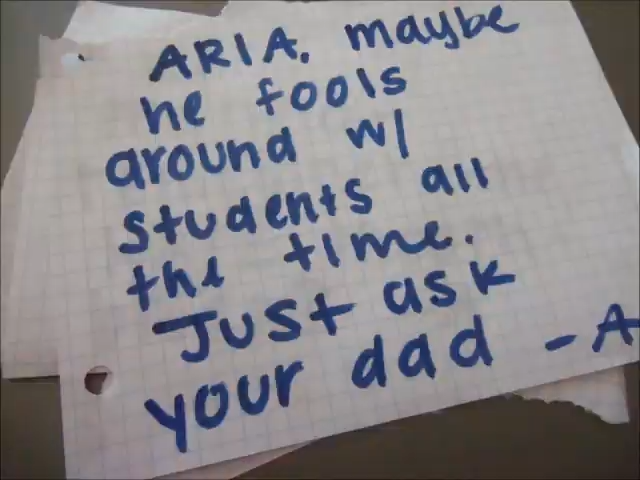 ARIA, maybe
he fools
around w/
students all
the time.
Just ask
your dad -A